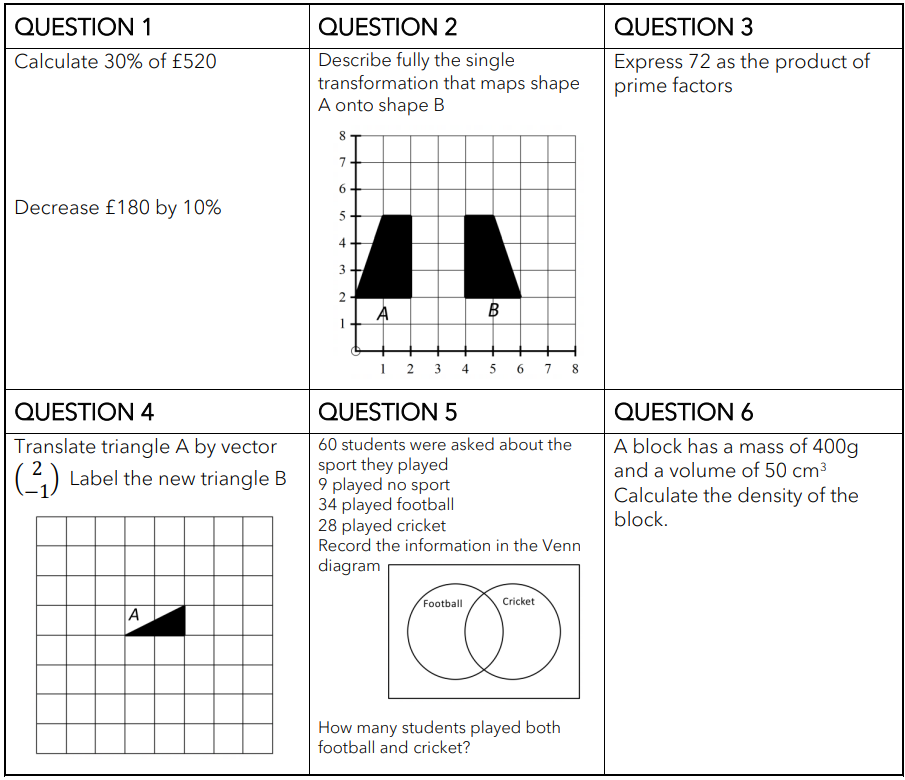 QUESTION 1
Calculate 30% of £520
Decrease £180 by 10%
QUESTION 2
Describe fully the single
transformation that maps shape
A onto shape B
8
7
6
5
4
3
2
1
A
B
1 2 3 4 5 6 7 8
QUESTION 3
Express 72 as the product of
prime factors
QUESTION 4
Translate triangle A by vector
(2
-1) Label the new triangle B
A
QUESTION 5
60 students were asked about the
sport they played
9 played no sport
34 played football
28 played cricket
Record the information in the Venn
diagram
Football
Cricket
How many students played both
football and cricket?
QUESTION 6
A block has a mass of 400g
and a volume of 50 cm³
Calculate the density of the
block.